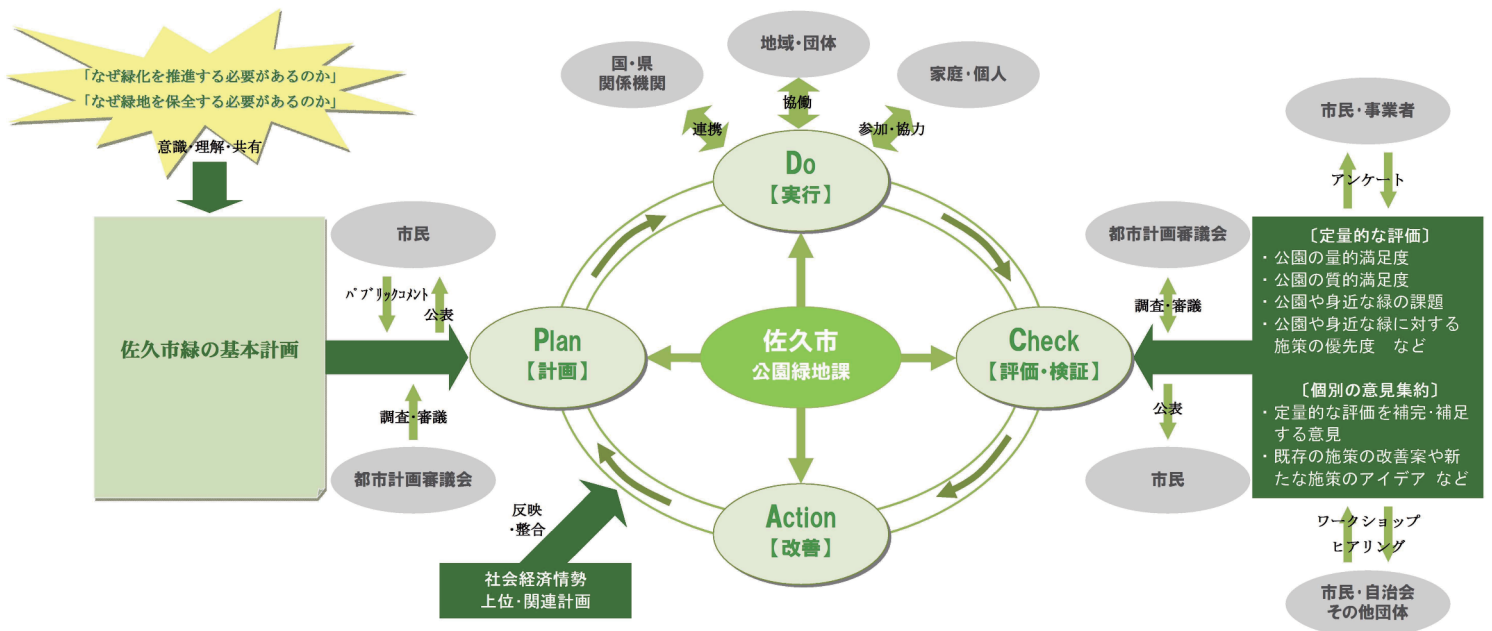 「なぜ緑化を推進する必要があるのか」
「なぜ緑地を保全する必要があるのか」
意識・理解・共有
佐久市緑の基本計画
市民
パブリックコメント
公表
調査・審議
都市計画審議会
Plan
【計画】
国・県
関係機関
連携
地域・団体
協働
家庭・個人
参加・協力
Do
【実行】
佐久市
公園緑地課
Check
【評価・検証】
Action
【改善】
反映
・整合
社会経済情勢
上位・関連計画
都市計画審議会
調査・審議
公表
市民
市民・事業者
アンケート
〔定量的な評価〕
・公園の量的満足度
・公園の質的満足度
・公園や身近な緑の課題
・公園や身近な緑に対する
施策の優先度 など
〔個別の意見集約〕
・定量的な評価を補完・補足
する意見
・既存の施策の改善案や新
たな施策のアイデア など
ワークショップ
ヒアリング
市民・自治会
その他団体